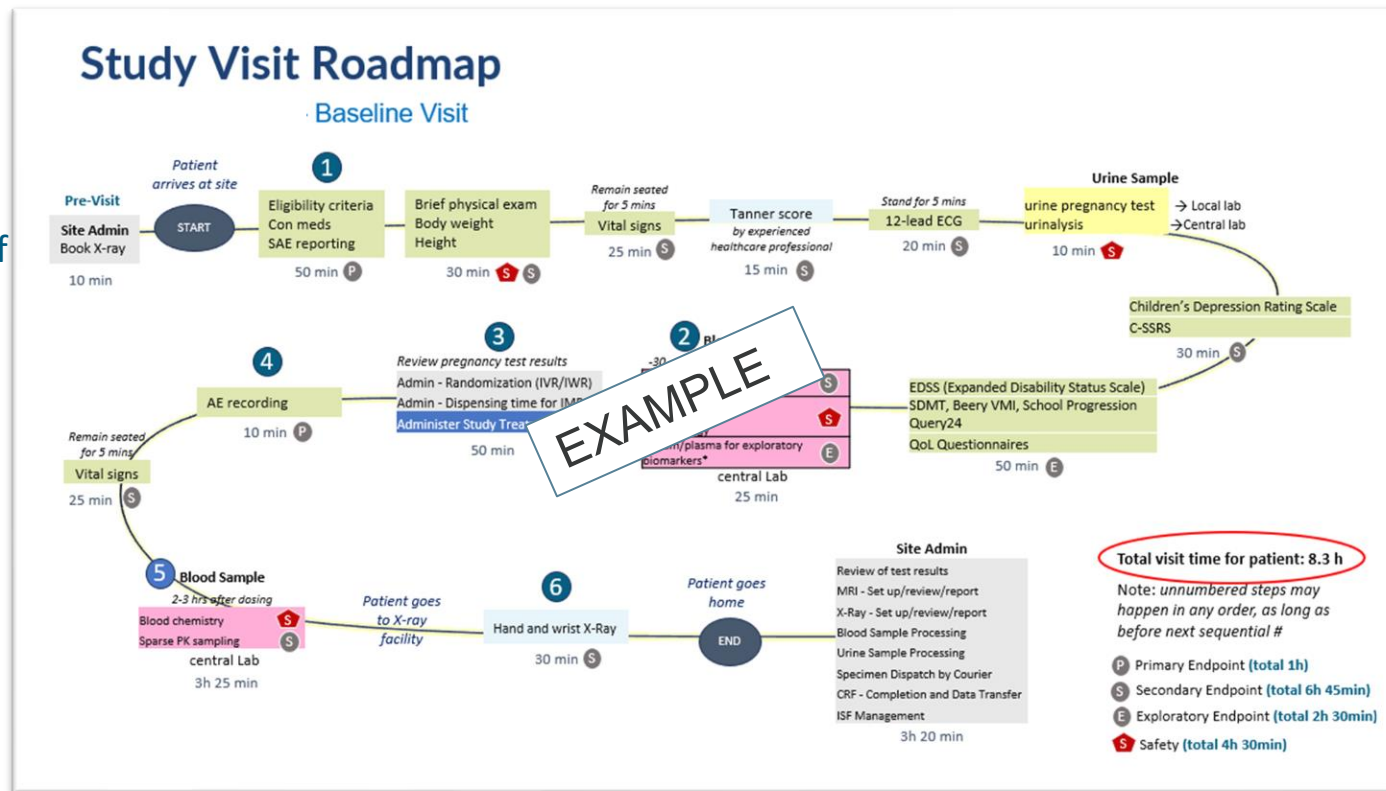 Study Visit Roadmap
Baseline Visit
f
Pre-Visit
Site Admin
Book X-ray
10 min
Patient
arrives at site
START
1
Eligibility criteria
Con meds
SAE reporting
50 min P
Brief physical exam
Body weight
Height
30 min S S
Remain seated
for 5 mins
Vital signs
25 min S
Tanner score
by experienced
healthcare professional
15 min S
Stand for 5 mins
12-lead ECG
20 min S
Urine Sample
urine pregnancy test → Local lab
urinalysis → Central lab
10 min S
Children's Depression Rating Scale
C-SSRS
30 min S
EDSS (Expanded Disability Status Scale)
SDMT, Beery VMI, School Progression
Query24
QoL Questionnaires
50 min E
2
-30
S
S
plasma for exploratory E
biomarkers*
central Lab
25 min
EXAMPLE
3
Review pregnancy test results
Admin - Randomization (IVR/IWR)
Admin - Dispensing time for
Administer Study
50 min
4
AE recording
10 min P
Remain seated
for 5 mins
Vital signs
25 min S
5 Blood Sample
2-3 hrs after dosing
Blood chemistry S
Sparse PK sampling S
central Lab
3h 25 min
Patient goes
to X-ray
facility
6
Hand and wrist X-Ray
30 min S
Patient goes
home
END
Site Admin
Review of test results
MRI - Set up/review/report
X-Ray - Set up/review/report
Blood Sample Processing
Urine Sample Processing
Specimen Dispatch by Courier
CRF - Completion and Data Transfer
ISF Management
3h 20 min
Total visit time for patient: 8.3 h
Note: unnumbered steps may
happen in any order, as long as
before next sequential #
P Primary Endpoint (total 1h)
S Secondary Endpoint (total 6h 45min)
E Exploratory Endpoint (total 2h 30min)
S Safety (total 4h 30min)